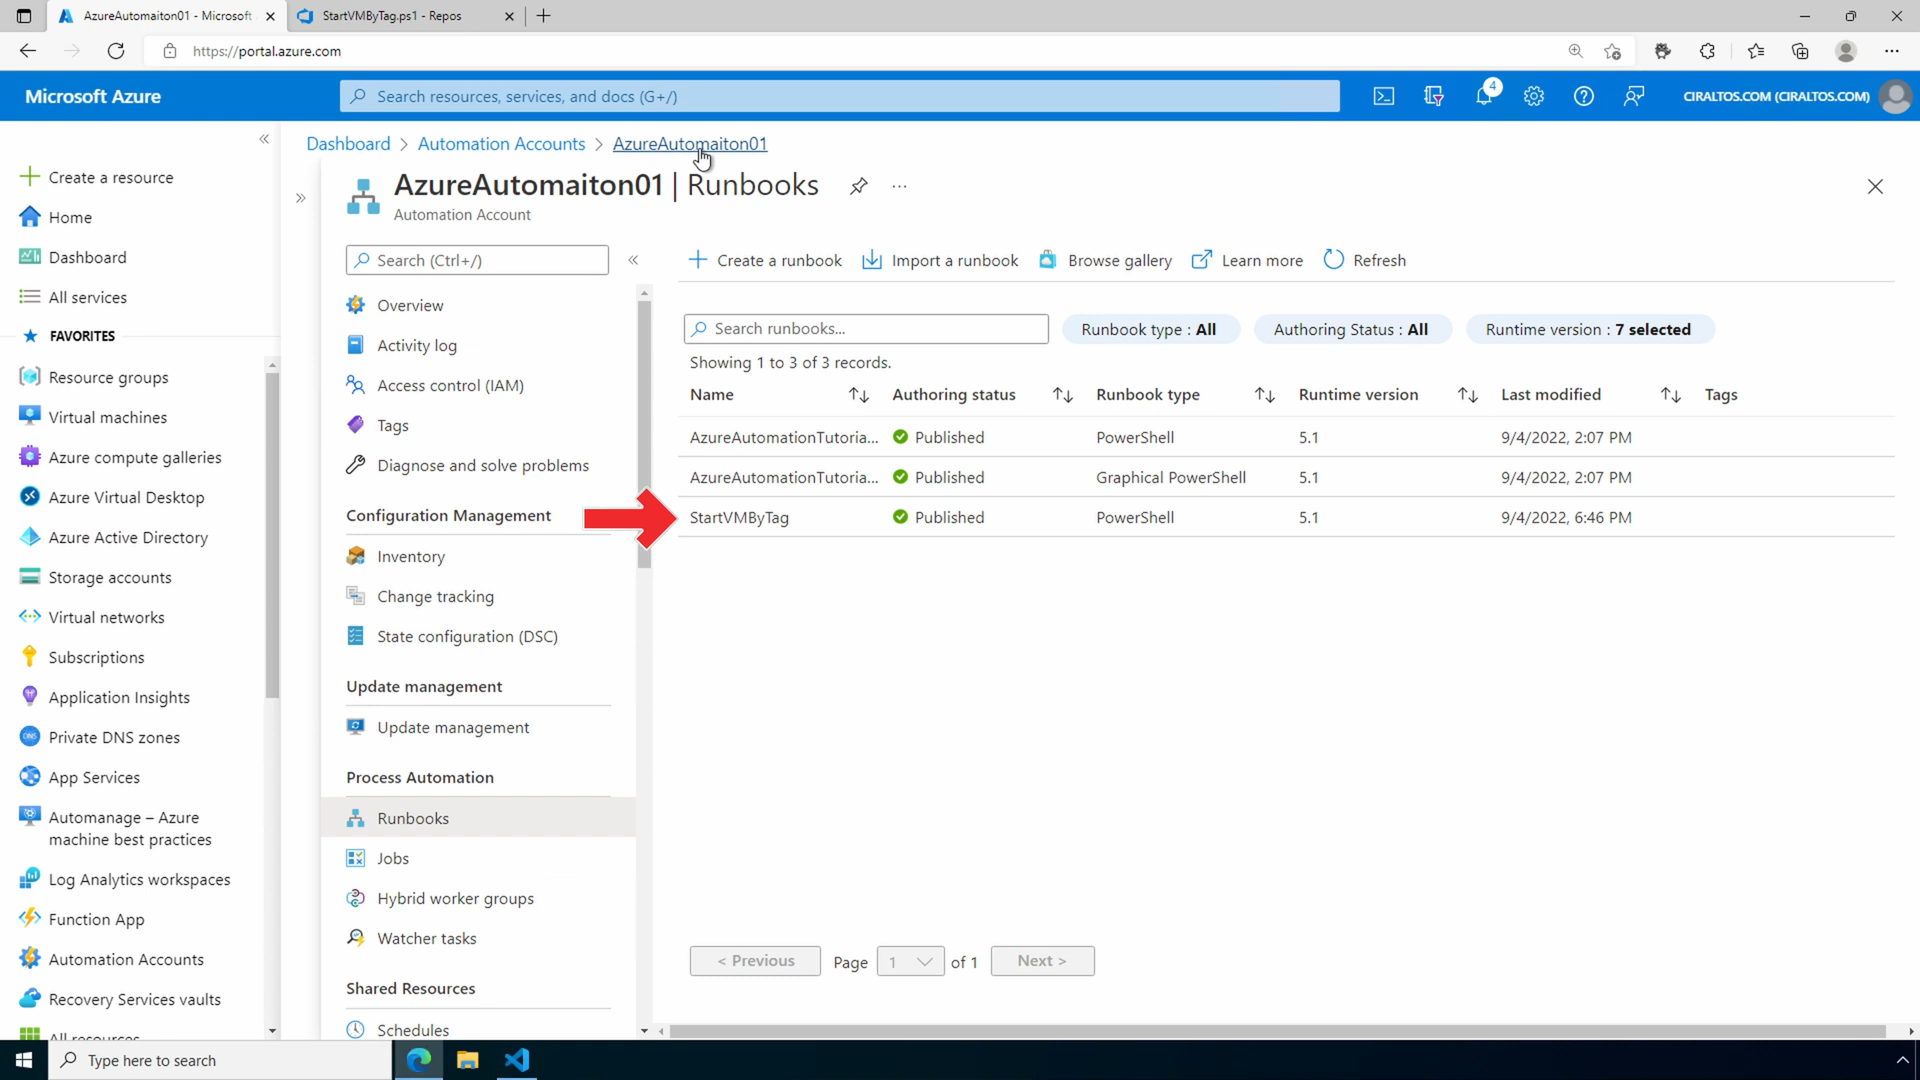 AzureAutomaiton01 - Microsoft
StartVMByTag.ps1 - Repos
https://portal.azure.com
Microsoft Azure
Search resources, services, and docs (G+/)
4
CIRALTOS.COM (CIRALTOS.COM)
Create a resource
Home
Dashboard
All services
FAVORITES
Resource groups
Virtual machines
Azure compute galleries
Azure Virtual Desktop
Azure Active Directory
Storage accounts
Virtual networks
Subscriptions
Application Insights
DNS
Private DNS zones
App Services
Automanage – Azure
machine best practices
Log Analytics workspaces
Function App
Automation Accounts
Recovery Services vaults
All resources
Dashboard > Automation Accounts > AzureAutomaiton01
AzureAutomaiton01 | Runbooks
Automation Account
Search (Ctrl+/)
Overview
Activity log
Access control (IAM)
Tags
Diagnose and solve problems
Configuration Management
Inventory
Change tracking
State configuration (DSC)
Update management
Update management
Process Automation
Runbooks
Jobs
Hybrid worker groups
Watcher tasks
Shared Resources
Schedules
Create a runbook
Import a runbook
Browse gallery
Learn more
Refresh
Search runbooks...
Runbook type : All
Authoring Status : All
Runtime version : 7 selected
Showing 1 to 3 of 3 records.
Name Authoring status Runbook type Runtime version Last modified Tags
AzureAutomationTutoria... Published PowerShell 5.1 9/4/2022, 2:07 PM
AzureAutomationTutoria... Published Graphical PowerShell 5.1 9/4/2022, 2:07 PM
StartVMByTag Published PowerShell 5.1 9/4/2022, 6:46 PM
< Previous Page 1 of 1 Next >
Type here to search